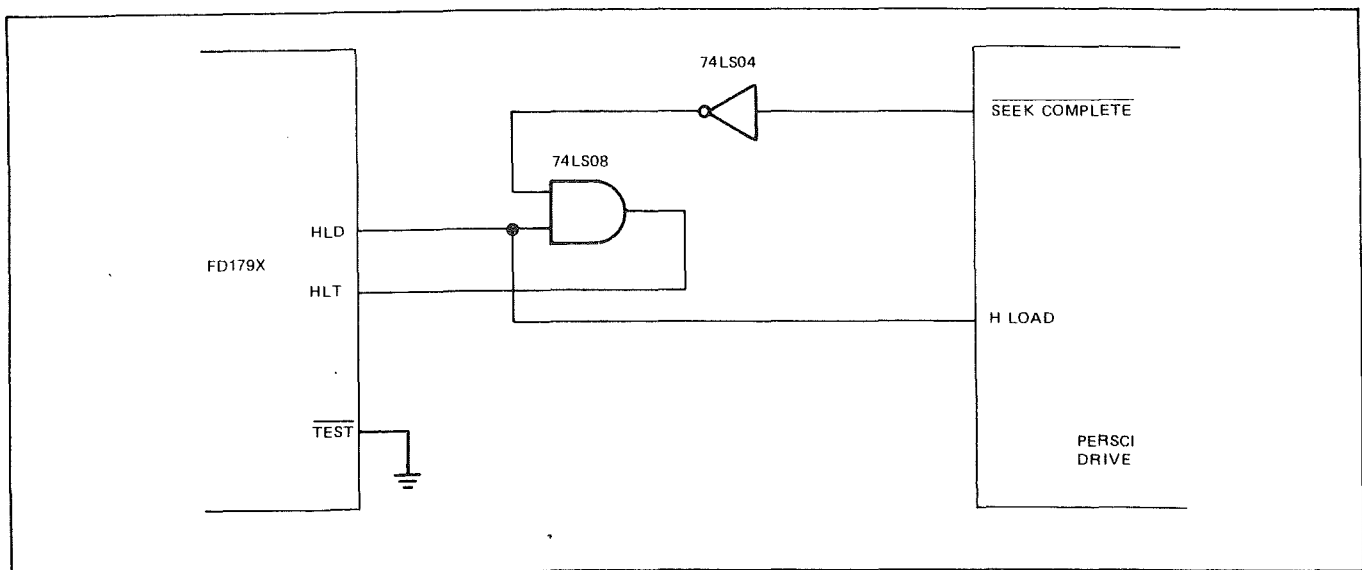 74LS04
SEEK COMPLETE
74LS08
HLD
FD179X
HLT
H LOAD
TEST
PERSCI
DRIVE